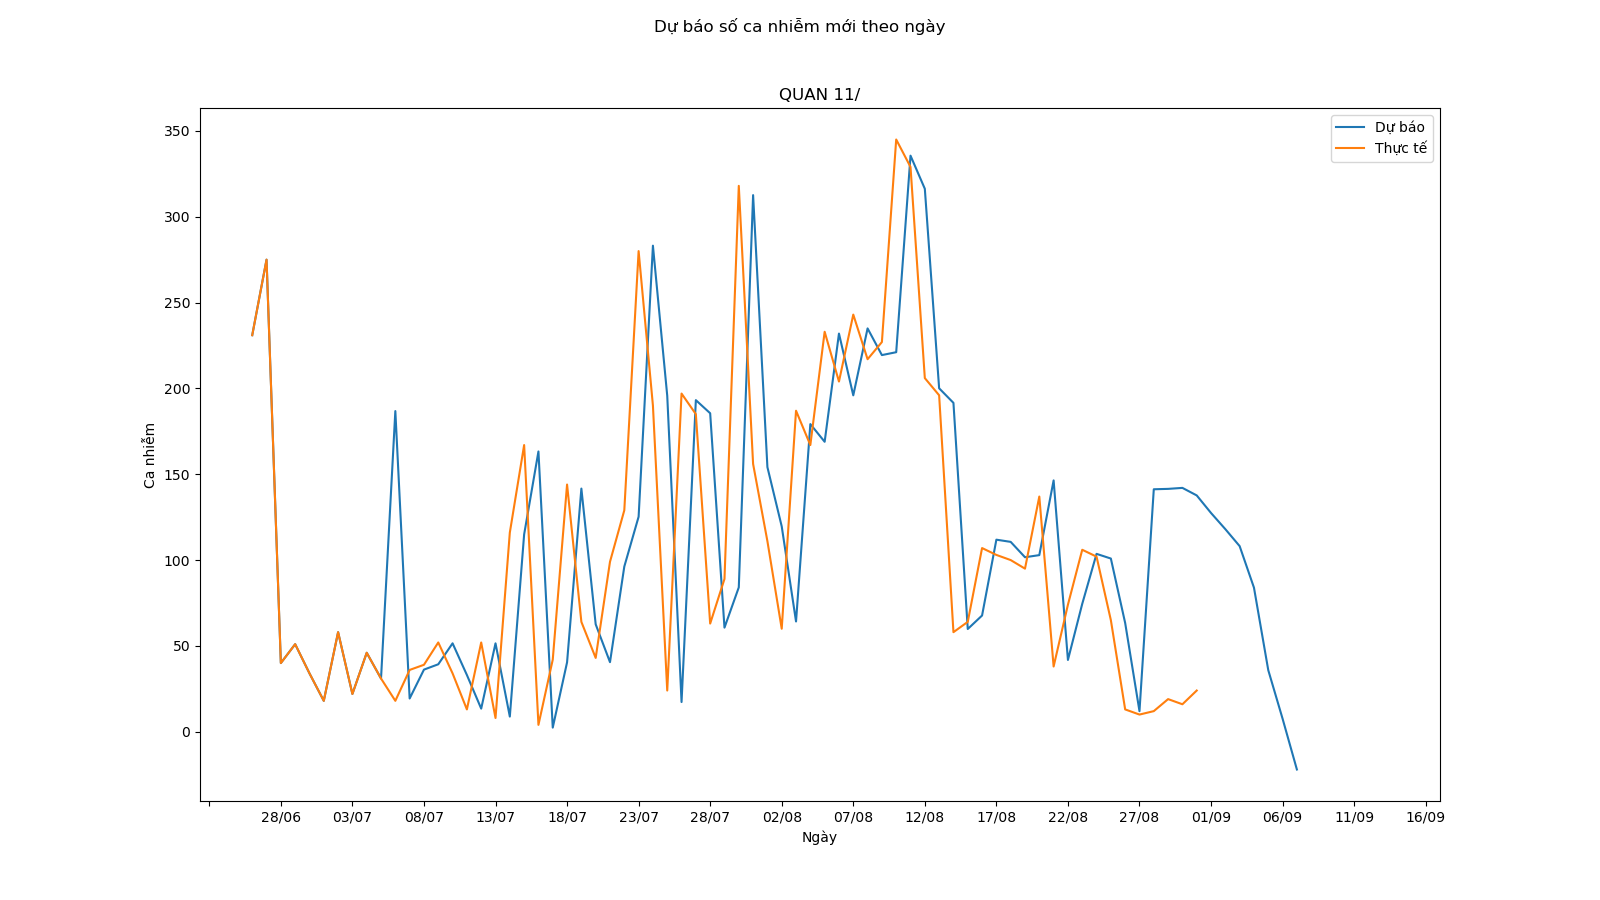 Dự báo số ca nhiễm mới theo ngày
QUAN 11/
Dự báo
Thực tế
350
300
250
200
150
100
50
0
Ca nhiễm
28/06 03/07 08/07 13/07 18/07 23/07 28/07 02/08 07/08 12/08 17/08 22/08 27/08 01/09 06/09 11/09 16/09
Ngày